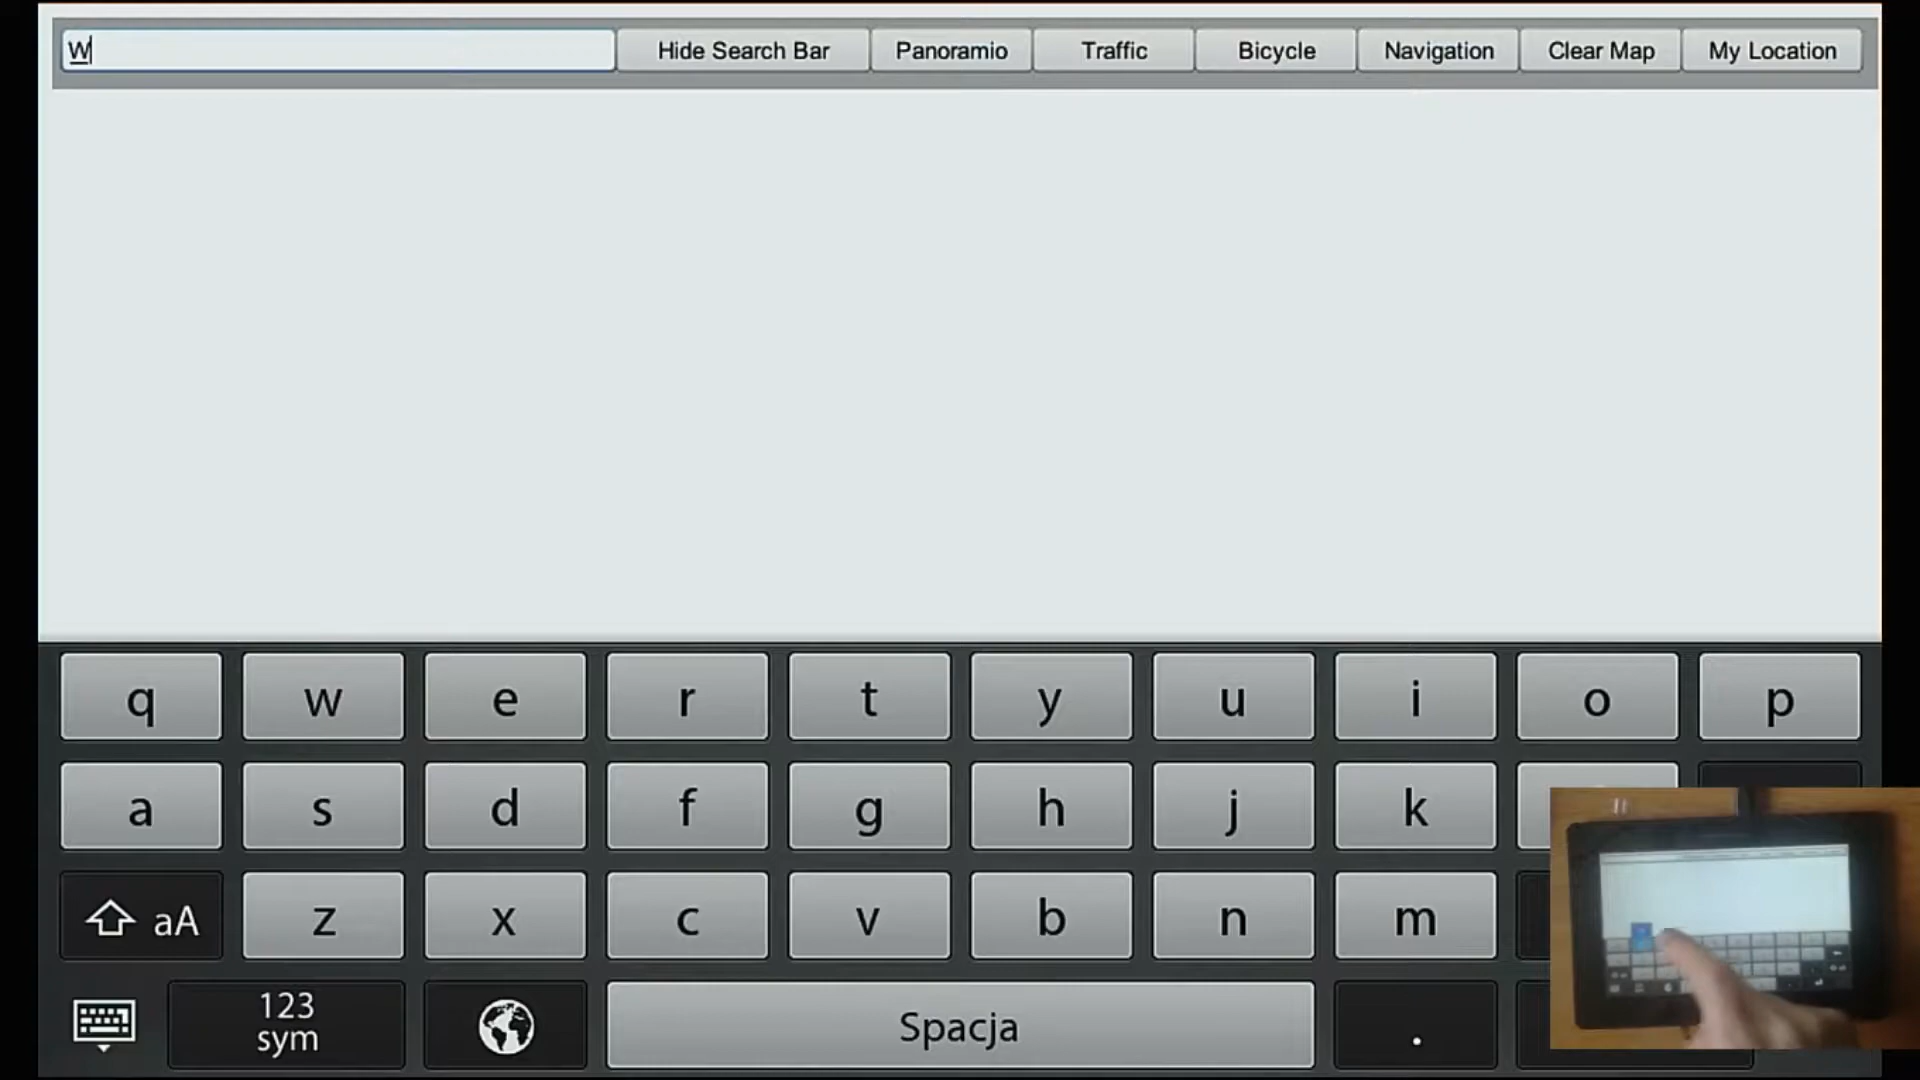 w Hide Search Bar Panoramio Traffic Bicycle Navigation Clear Map My Location
q w e r t y u i o p
a s d f g h j k
aA z x c v b n m
123
sym Spacja .